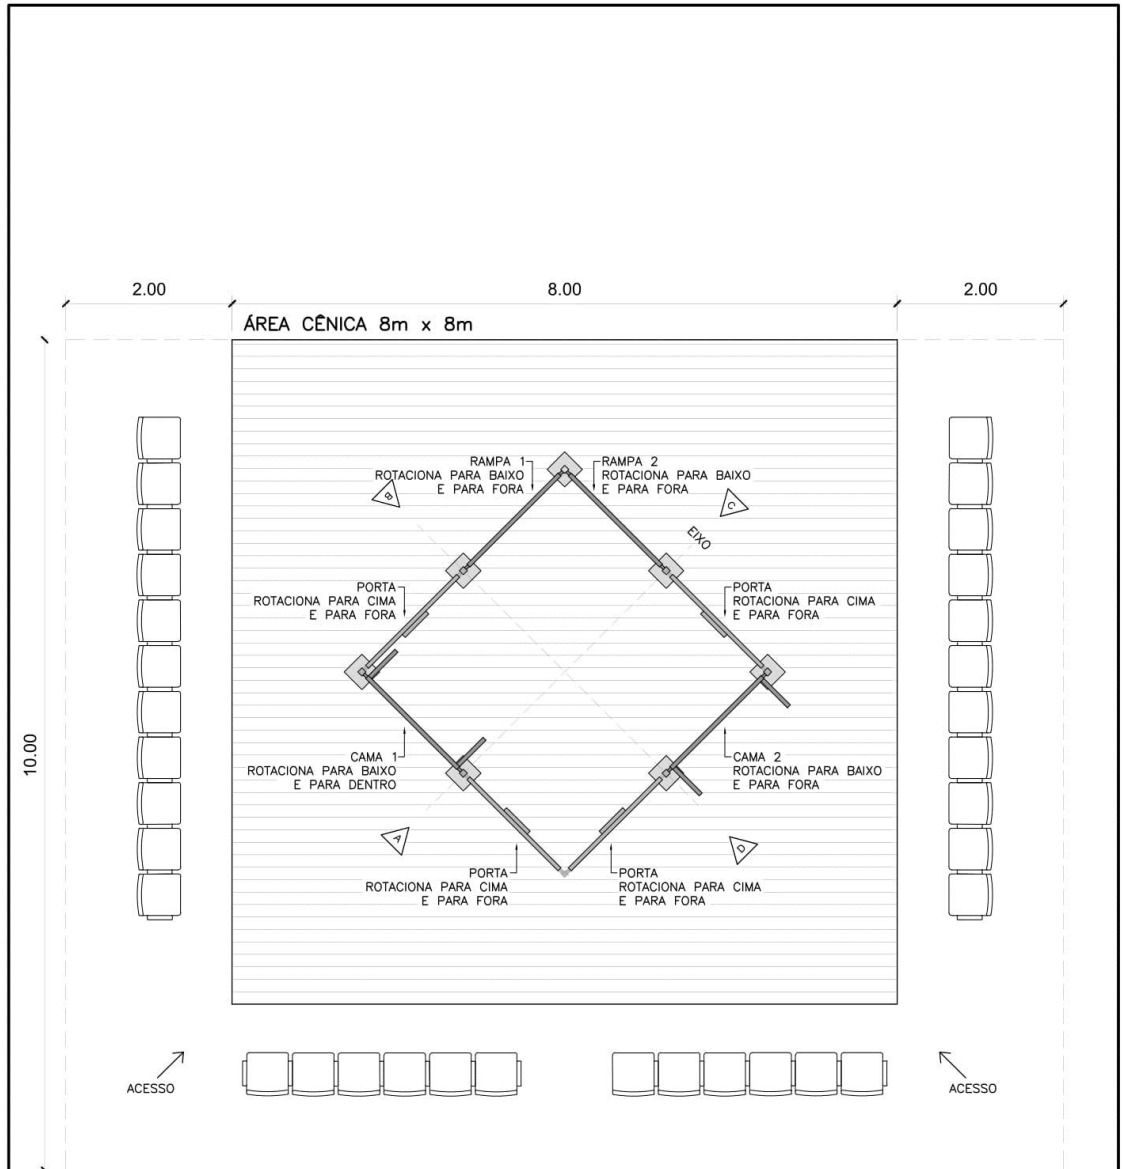 2.00
8.00
2.00
ÁREA CÊNICA 8m x 8m
RAMPA 1
ROTACIONA PARA BAIXO
E PARA FORA
RAMPA 2
ROTACIONA PARA BAIXO
E PARA FORA
B
C
EIXO
PORTA
ROTACIONA PARA CIMA
E PARA FORA
PORTA
ROTACIONA PARA CIMA
E PARA FORA
10.00
CAMA 1
ROTACIONA PARA BAIXO
E PARA DENTRO
CAMA 2
ROTACIONA PARA BAIXO
E PARA FORA
A
D
PORTA
ROTACIONA PARA CIMA
E PARA FORA
PORTA
ROTACIONA PARA CIMA
E PARA FORA
ACESSO
ACESSO